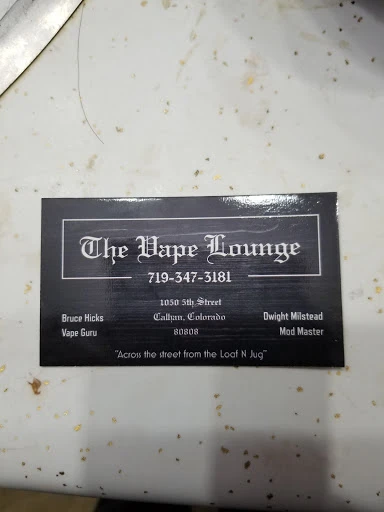 The Vape Lounge
719-347-3181
1050 5th Street
Bruce Hicks Calhan, Colorado Dwight Milstead
Vape Guru 80808 Mod Master
"Across the street from the Loaf N Jug"